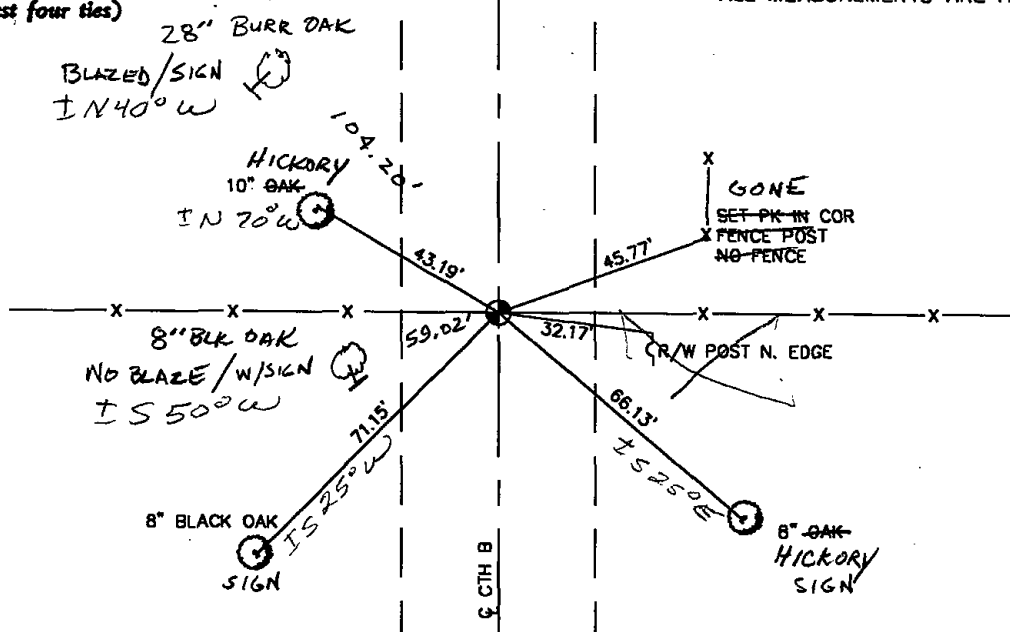 st four ties)
28" BURR OAK
BLAZED/SIGN
± N 40° W
104.20'
HICKORY
10" OAK
± N 70° W
43.19'
GONE
SET PK IN COR
FENCE POST
NO FENCE
45.77'
59.02'
32.17'
8" BLK OAK
NO BLAZE/W/SIGN
± S 50° W
R/W POST N. EDGE
71.15'
66.13'
± S 25° W
± S 25° E
8" BLACK OAK
SIGN
8" OAK
HICKORY
SIGN
℄ CTH B